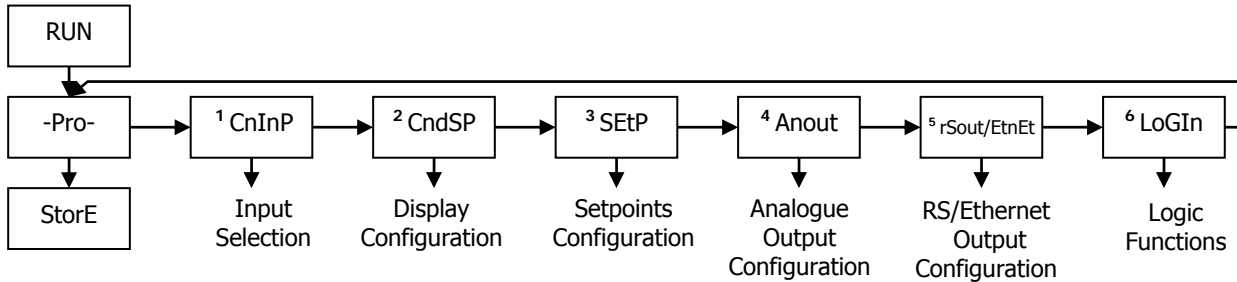 RUN
-Pro-
¹ CnInP
² CndSP
³ SEtP
⁴ Anout
⁵ rSout/EtnEt
⁶ LoGIn
StorE
Input
Selection
Display
Configuration
Setpoints
Configuration
Analogue
Output
Configuration
RS/Ethernet
Output
Configuration
Logic
Functions